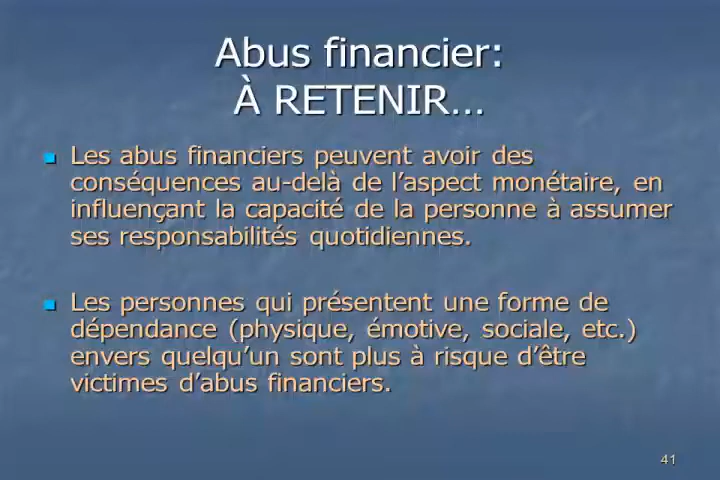 Abus financier:
À RETENIR...
Les abus financiers peuvent avoir des
conséquences au-delà de l'aspect monétaire, en
influençant la capacité de la personne à assumer
ses responsabilités quotidiennes.
Les personnes qui présentent une forme de
dépendance (physique, émotive, sociale, etc.)
envers quelqu'un sont plus à risque d'être
victimes d'abus financiers.
41